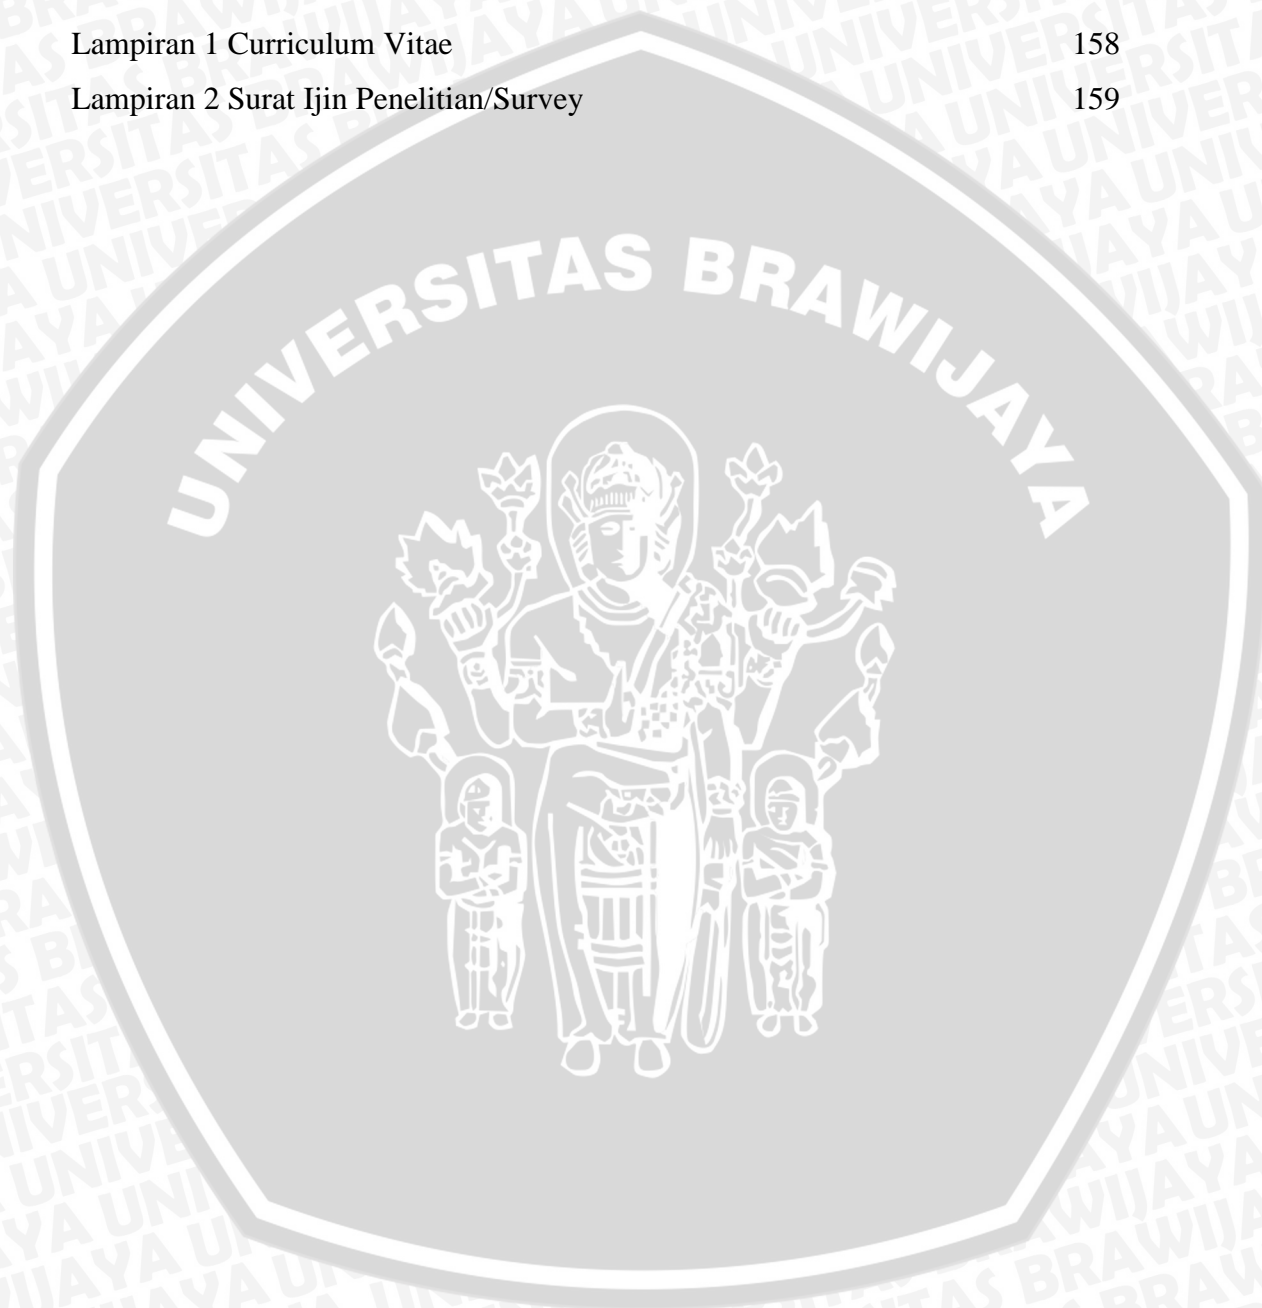 Lampiran 1 Curriculum Vitae 158
Lampiran 2 Surat Ijin Penelitian/Survey 159
UNIVERSITAS BRAWIJAYA